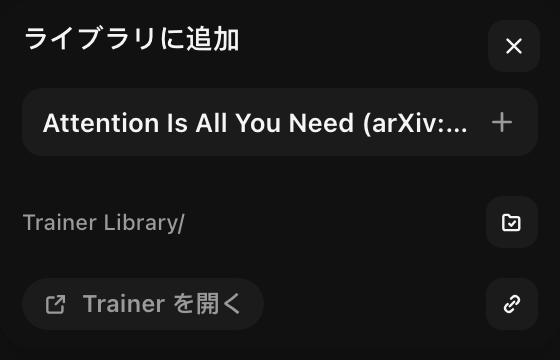 ライブラリに追加
Attention Is All You Need (arXiv:...
Trainer Library/
Trainer を開く